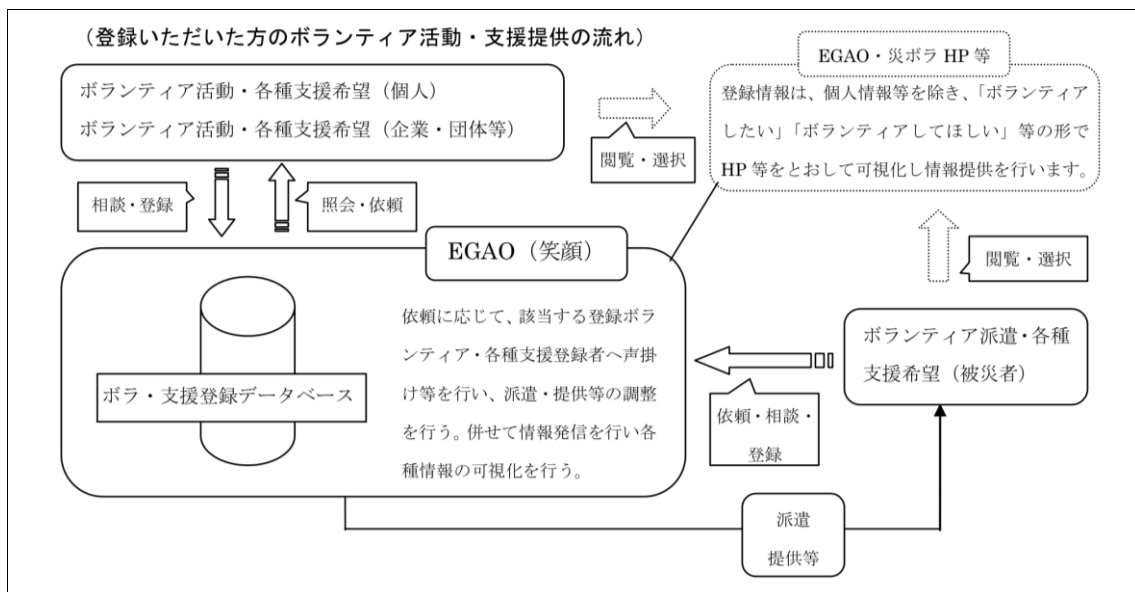 （登録いただいた方のボランティア活動・支援提供の流れ）
ボランティア活動・各種支援希望（個人）
ボランティア活動・各種支援希望（企業・団体等）
閲覧・選択
EGAO・災ボラ HP 等
登録情報は、個人情報等を除き、「ボランティア
したい」「ボランティアしてほしい」等の形で
HP 等をとおして可視化し情報提供を行います。
相談・登録
照会・依頼
EGAO（笑顔）
閲覧・選択
ボラ・支援登録データベース
依頼に応じて、該当する登録ボラ
ンティア・各種支援登録者へ声掛
け等を行い、派遣・提供等の調整
を行う。併せて情報発信を行い各
種情報の可視化を行う。
ボランティア派遣・各種
支援希望（被災者）
依頼・相談・
登録
派遣
提供等